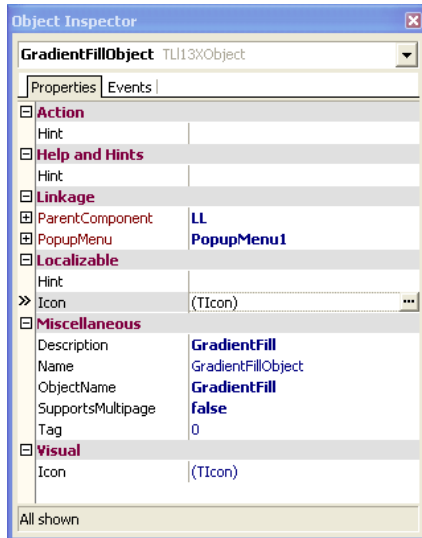 Object Inspector
GradientFillObject TLl13XObject
Properties Events
Action
Hint
Help and Hints
Hint
Linkage
ParentComponent LL
PopupMenu PopupMenu1
Localizable
Hint
Icon (TIcon) ...
Miscellaneous
Description GradientFill
Name GradientFillObject
ObjectName GradientFill
SupportsMultipage false
Tag 0
Visual
Icon (TIcon)
All shown